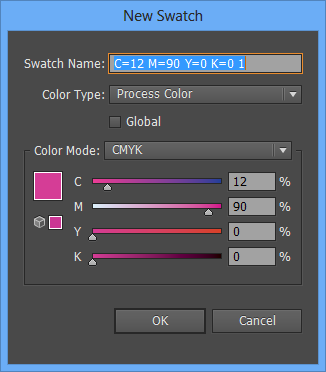 New Swatch
Swatch Name: C=12 M=90 Y=0 K=0 1
Color Type: Process Color
Global
Color Mode: CMYK
C 12 %
M 90 %
Y 0 %
K 0 %
OK Cancel